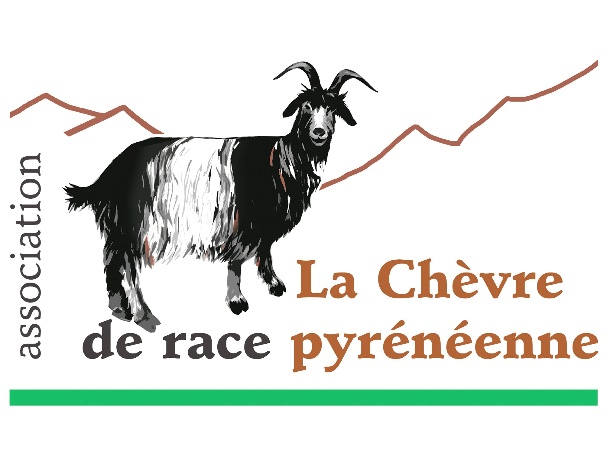 association
La Chèvre
de race pyrénéenne